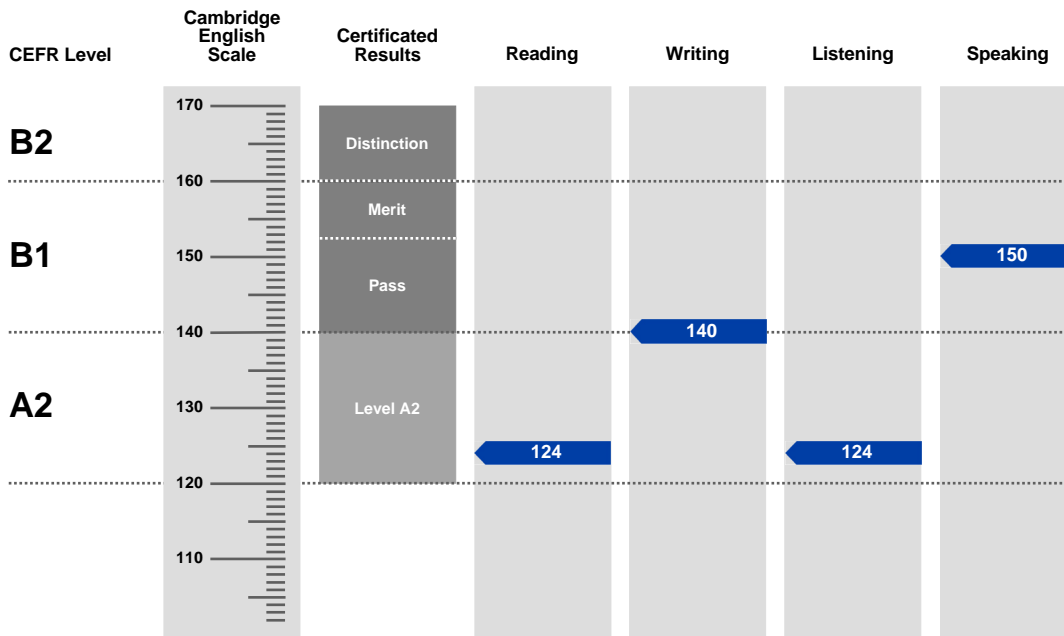 CEFR Level
Cambridge
English
Scale
Certificated
Results
Reading
Writing
Listening
Speaking
170
B2
Distinction
160
Merit
B1
150
150
Pass
140
140
A2
130
Level A2
124
124
120
110